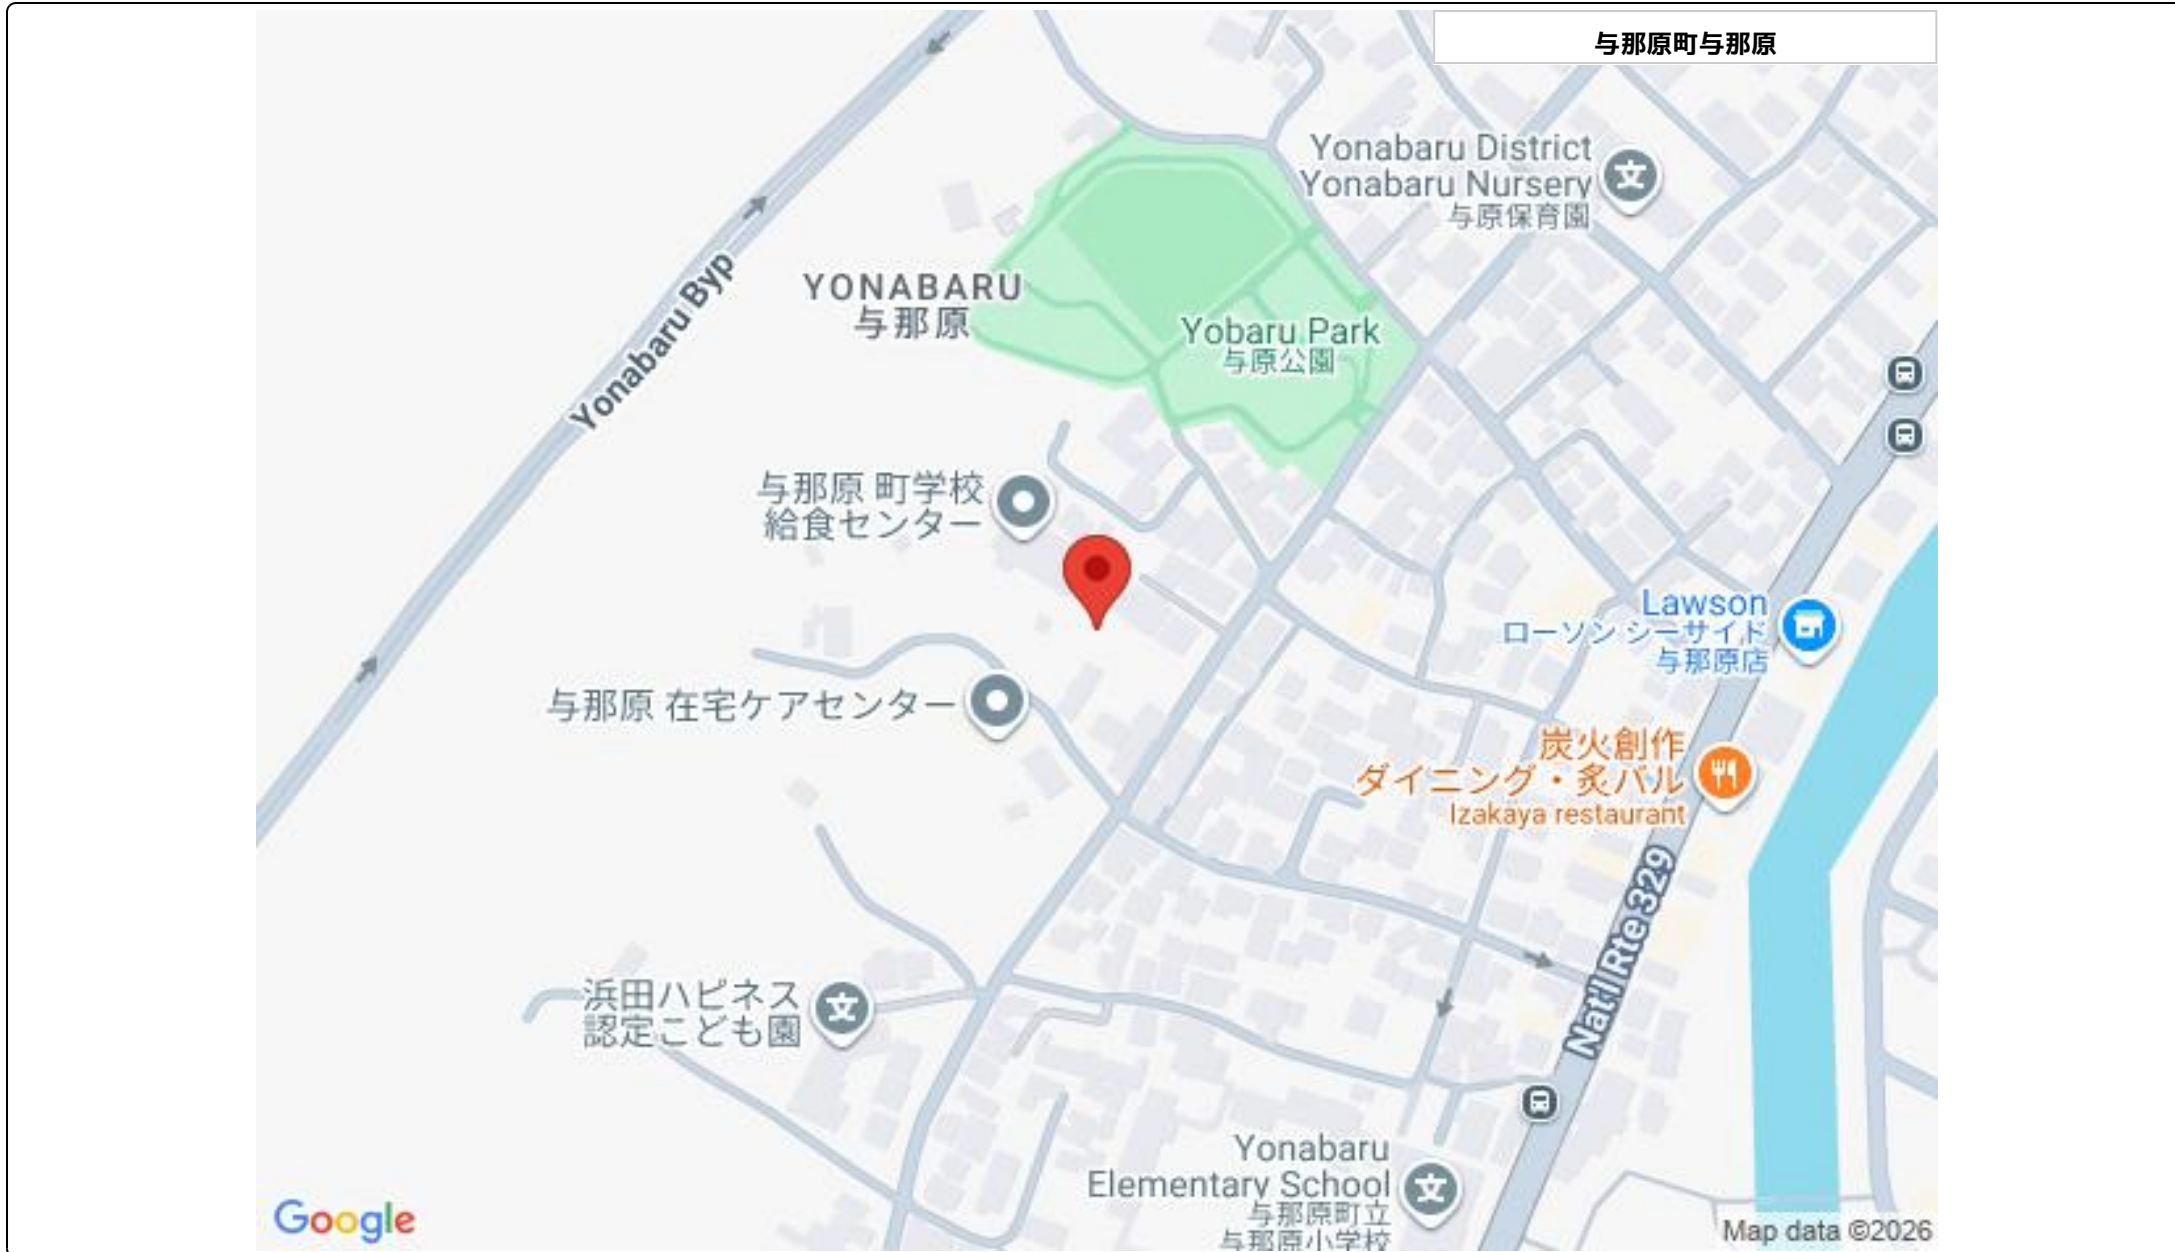 与那原町与那原
Yonabaru District
Yonabaru Nursery
与原保育園
Yonabaru Byp
YONABARU
与那原
Yobaru Park
与原公園
与那原 町学校
給食センター
Lawson
ローソン シーサイド
与那原店
与那原 在宅ケアセンター
炭火創作
ダイニング・炙バル
Izakaya restaurant
Nat'l Rte 329
浜田ハピネス
認定こども園
Yonabaru
Elementary School
与那原町立
与那原小学校
Google
Map data ©2026